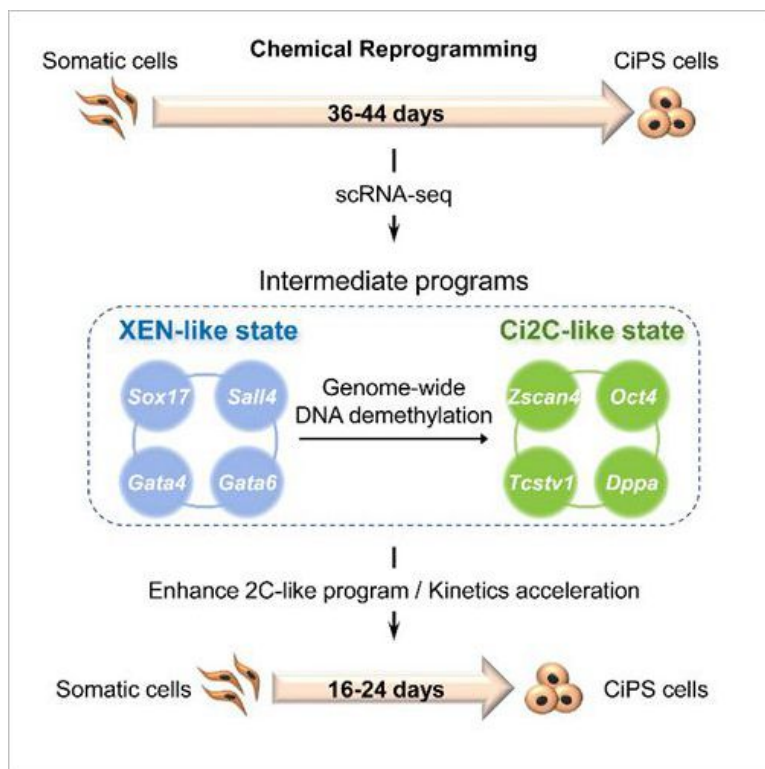 Chemical Reprogramming
Somatic cells
CiPS cells
36-44 days
scRNA-seq
Intermediate programs
XEN-like state
Ci2C-like state
Sox17
Sall4
Genome-wide
DNA demethylation
Zscan4
Oct4
Gata4
Gata6
Tcstv1
Dppa
Enhance 2C-like program / Kinetics acceleration
Somatic cells
16-24 days
CiPS cells